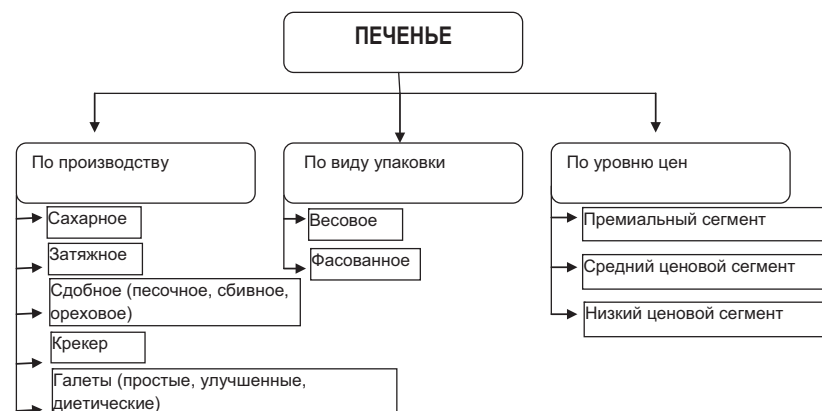 ПЕЧЕНЬЕ
По производству
Сахарное
Затяжное
Сдобное (песочное, сбивное,
ореховое)
Крекер
Галеты (простые, улучшенные,
диетические)
По виду упаковки
Весовое
Фасованное
По уровню цен
Премиальный сегмент
Средний ценовой сегмент
Низкий ценовой сегмент